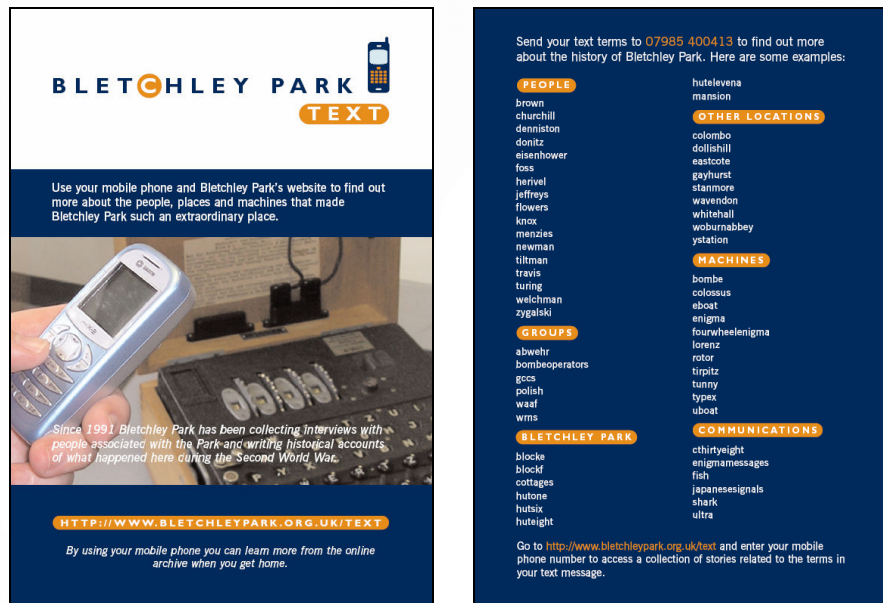 BLETCHLEY PARK
TEXT
Use your mobile phone and Bletchley Park's website to find out
more about the people, places and machines that made
Bletchley Park such an extraordinary place.
Since 1991 Bletchley Park has been collecting interviews with
people associated with the Park and writing historical accounts
of what happened here during the Second World War.
HTTP://WWW.BLETCHLEYPARK.ORG.UK/TEXT
By using your mobile phone you can learn more from the online
archive when you get home.
Send your text terms to 07985 400413 to find out more
about the history of Bletchley Park. Here are some examples:
PEOPLE
brown
churchill
denniston
donitz
eisenhower
foss
herivel
jeffreys
flowers
knox
menzies
newman
tiltman
travis
turing
welchman
zygalski
GROUPS
abwehr
bombeoperators
gccs
polish
waaf
wrns
BLETCHLEY PARK
blocke
blockf
cottages
hutone
hutsix
huteight
hutelevena
mansion
OTHER LOCATIONS
colombo
dollishill
eastcote
gayhurst
stanmore
wavendon
whitehall
woburnabbey
ystation
MACHINES
bombe
colossus
eboat
enigma
fourwheelenigma
lorenz
rotor
tirpitz
tunny
typex
uboat
COMMUNICATIONS
cthirtyeight
enigmamessages
fish
japanesesignals
shark
ultra
Go to http://www.bletchleypark.org.uk/text and enter your mobile
phone number to access a collection of stories related to the terms in
your text message.